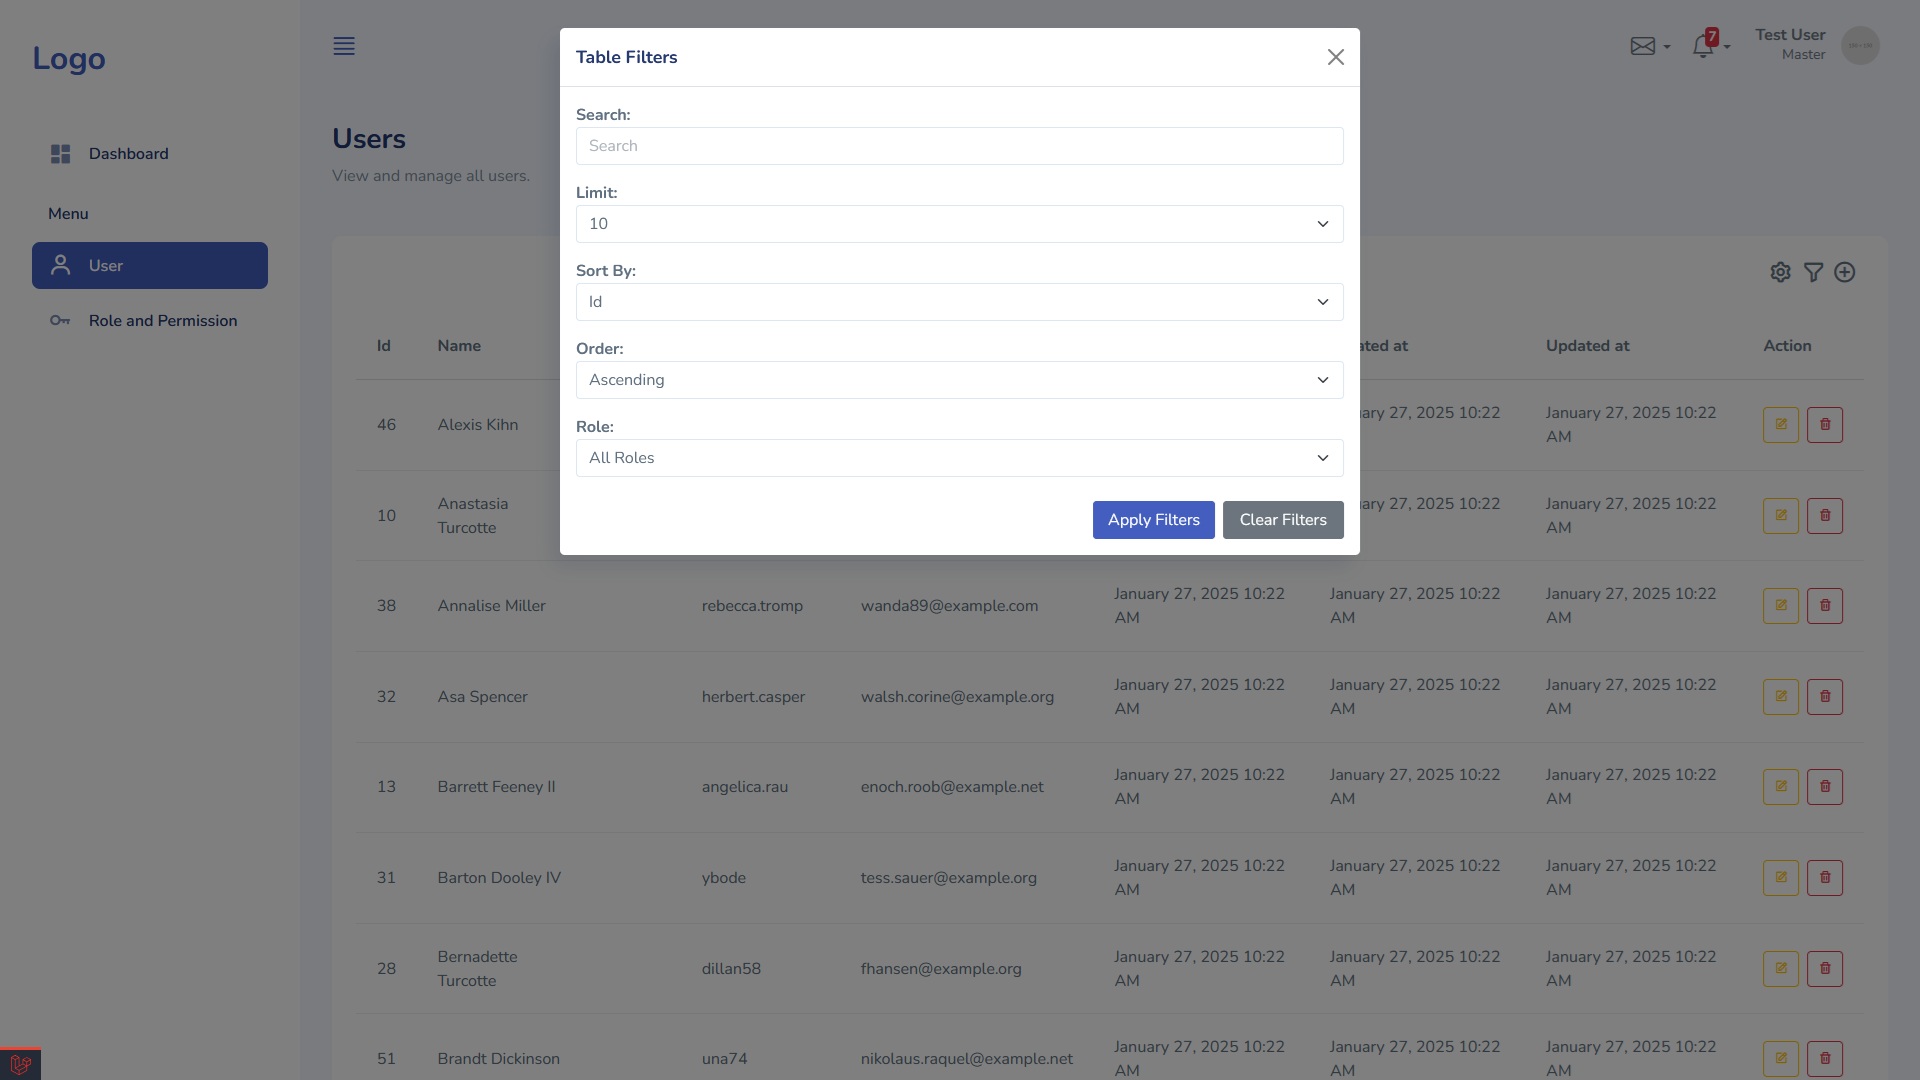 Logo
Dashboard
Menu
User
Role and Permission
7
Test User
Master
Users
View and manage all users.
Table Filters
Search:
Search
Limit:
10
Sort By:
Id
Order:
Ascending
Role:
All Roles
Apply Filters
Clear Filters
Id
Name
ated at
Updated at
Action
46
Alexis Kihn
ary 27, 2025 10:22
January 27, 2025 10:22
AM
10
Anastasia
Turcotte
ary 27, 2025 10:22
January 27, 2025 10:22
AM
38
Annalise Miller
rebecca.tromp
wanda89@example.com
January 27, 2025 10:22
AM
January 27, 2025 10:22
AM
January 27, 2025 10:22
AM
32
Asa Spencer
herbert.casper
walsh.corine@example.org
January 27, 2025 10:22
AM
January 27, 2025 10:22
AM
January 27, 2025 10:22
AM
13
Barrett Feeney II
angelica.rau
enoch.roob@example.net
January 27, 2025 10:22
AM
January 27, 2025 10:22
AM
January 27, 2025 10:22
AM
31
Barton Dooley IV
ybode
tess.sauer@example.org
January 27, 2025 10:22
AM
January 27, 2025 10:22
AM
January 27, 2025 10:22
AM
28
Bernadette
Turcotte
dillan58
fhansen@example.org
January 27, 2025 10:22
AM
January 27, 2025 10:22
AM
January 27, 2025 10:22
AM
51
Brandt Dickinson
una74
nikolaus.raquel@example.net
January 27, 2025 10:22
AM
January 27, 2025 10:22
AM
January 27, 2025 10:22
AM